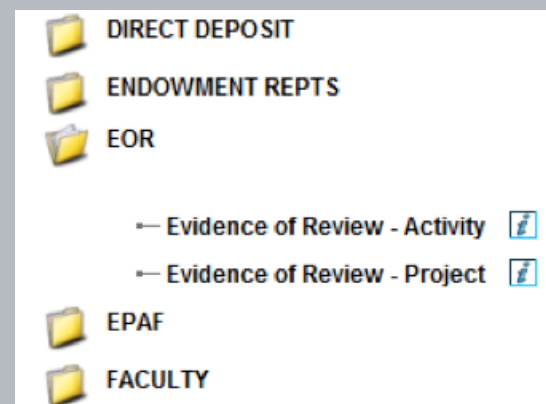 DIRECT DEPOSIT
ENDOWMENT REPTS
EOR
Evidence of Review - Activity i
Evidence of Review - Project i
EPAF
FACULTY